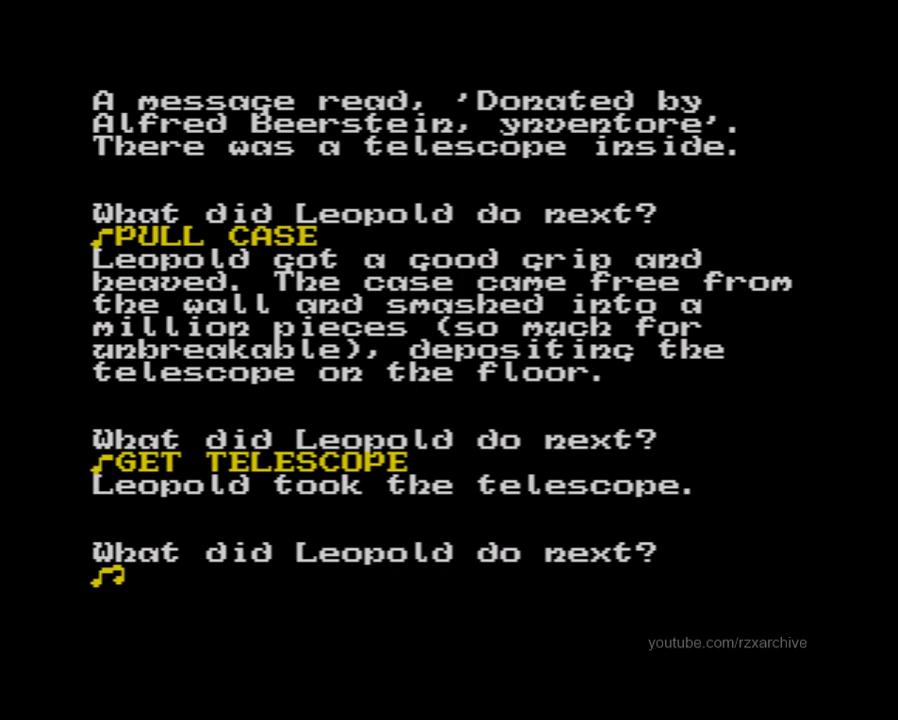 A message read, 'Donated by
Alfred Beerstein, ynventore'.
There was a telescope inside.
What did Leopold do next?
♪PULL CASE
Leopold got a good grip and
heaved. The case came free from
the wall and smashed into a
million pieces (so much for
unbreakable), depositing the
telescope on the floor.
What did Leopold do next?
♪GET TELESCOPE
Leopold took the telescope.
What did Leopold do next?
♪
youtube.com/rzxarchive